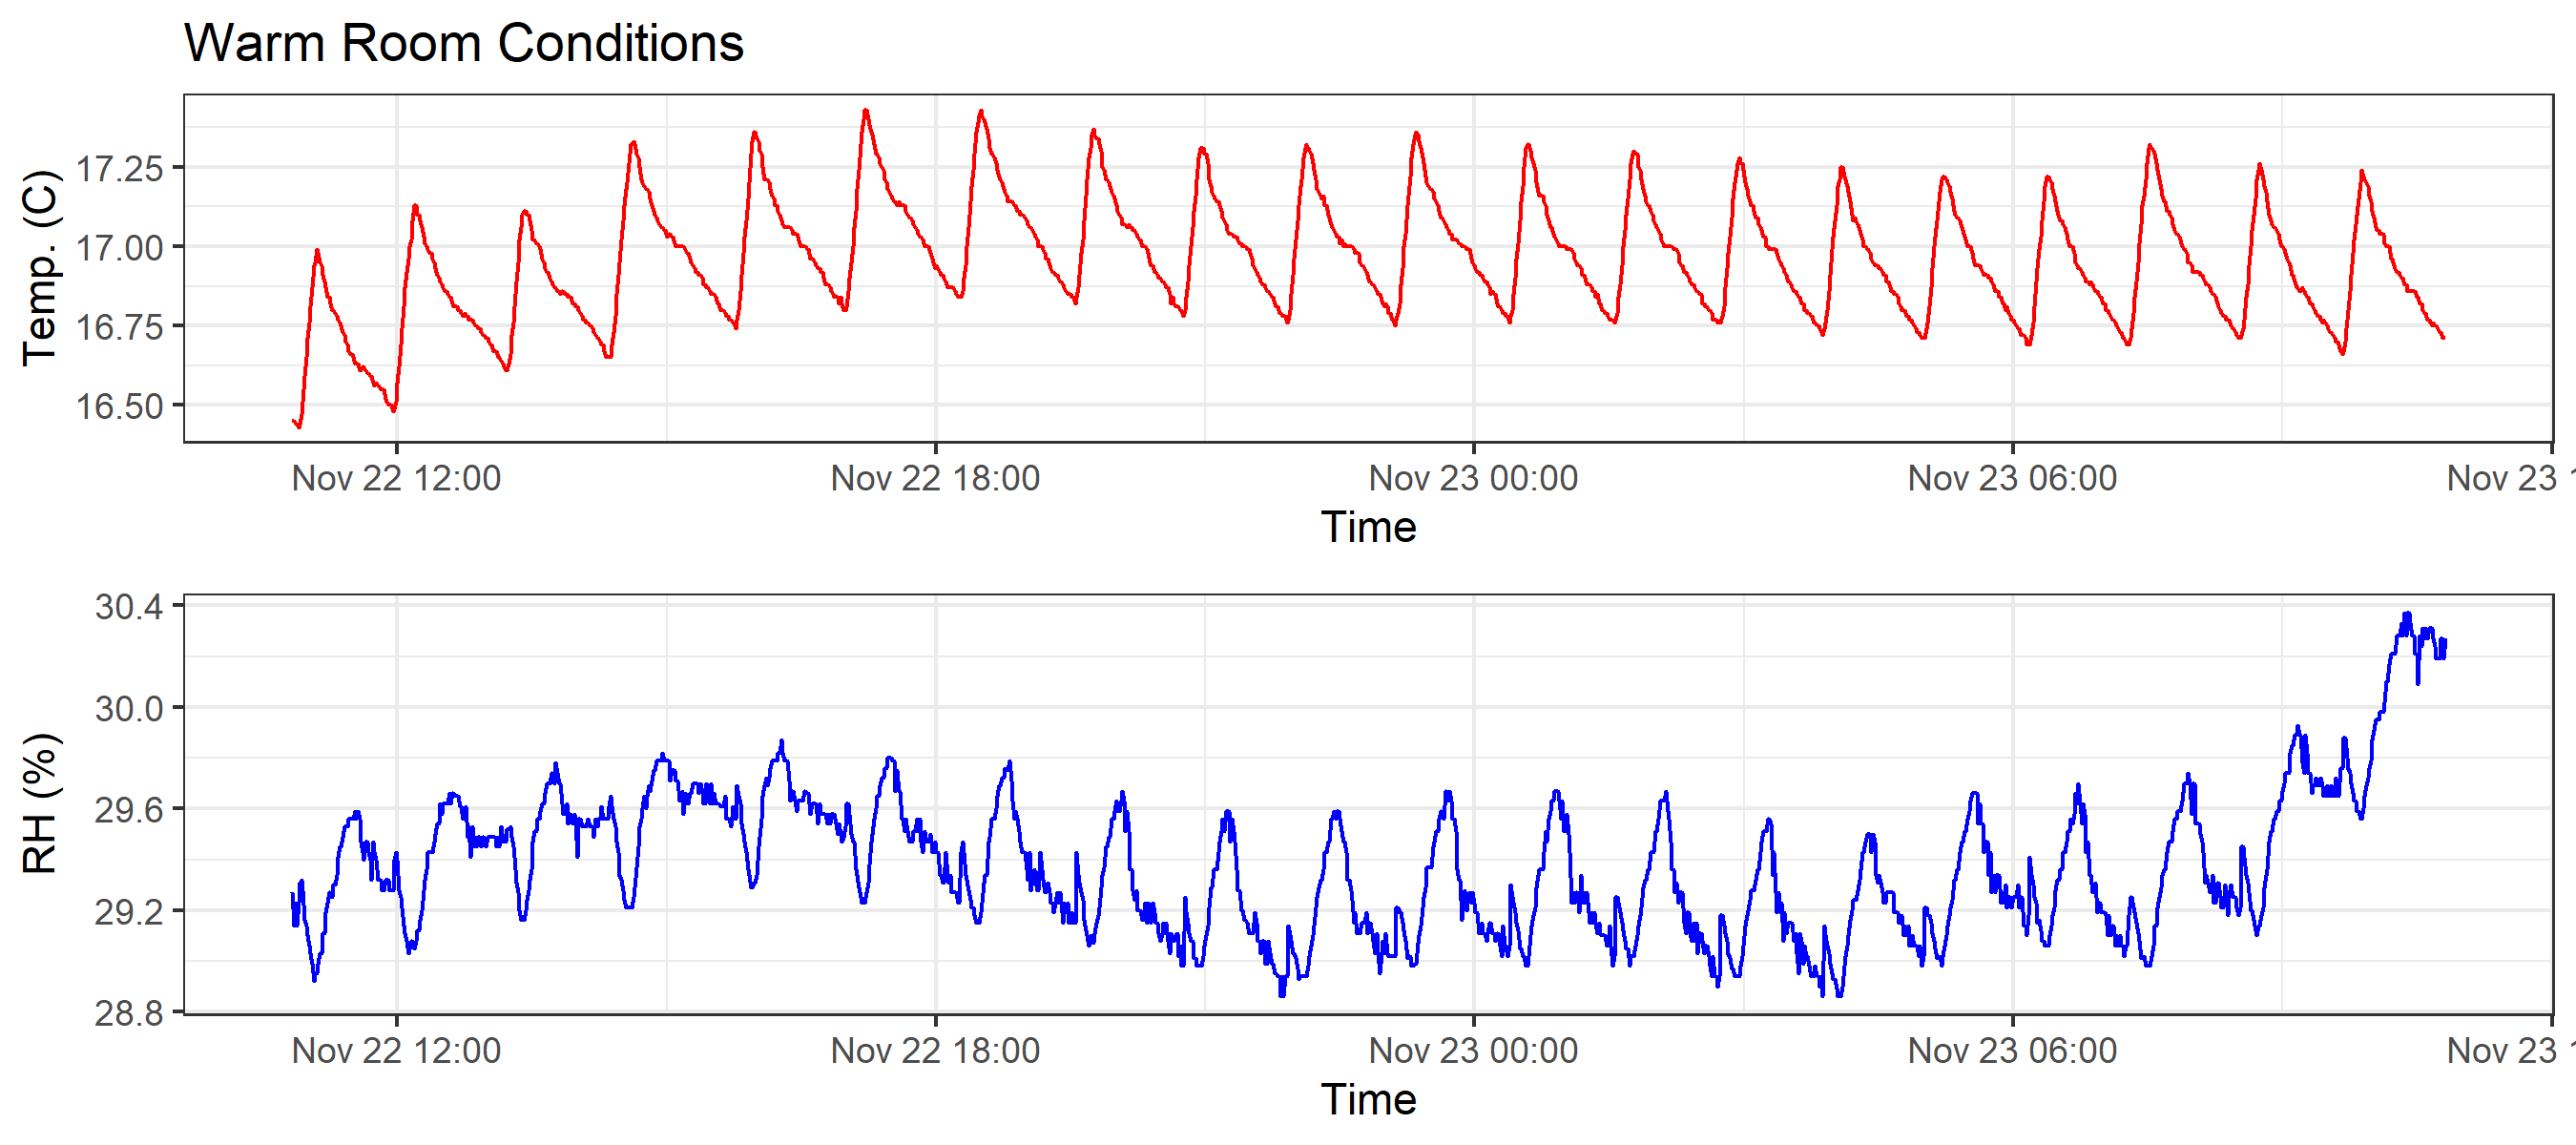 Warm Room Conditions
Temp. (C)
17.25
17.00
16.75
16.50
Nov 22 12:00 Nov 22 18:00 Nov 23 00:00 Nov 23 06:00 Nov 23 1
Time
RH (%)
30.4
30.0
29.6
29.2
28.8
Nov 22 12:00 Nov 22 18:00 Nov 23 00:00 Nov 23 06:00 Nov 23 1
Time